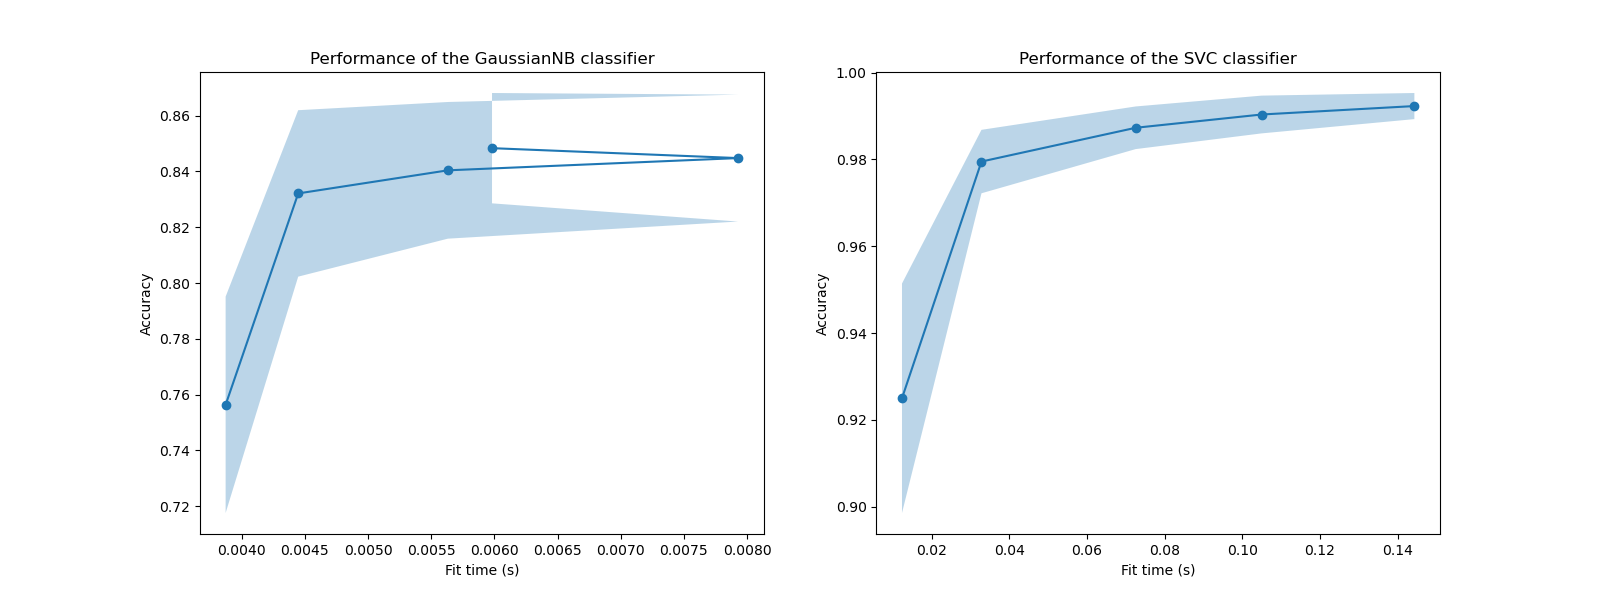 Performance of the GaussianNB classifier
0.86
0.84
0.82
0.80
0.78
0.76
0.74
0.72
Accuracy
0.0040 0.0045 0.0050 0.0055 0.0060 0.0065 0.0070 0.0075 0.0080
Fit time (s)
Performance of the SVC classifier
1.00
0.98
0.96
0.94
0.92
0.90
Accuracy
0.02 0.04 0.06 0.08 0.10 0.12 0.14
Fit time (s)